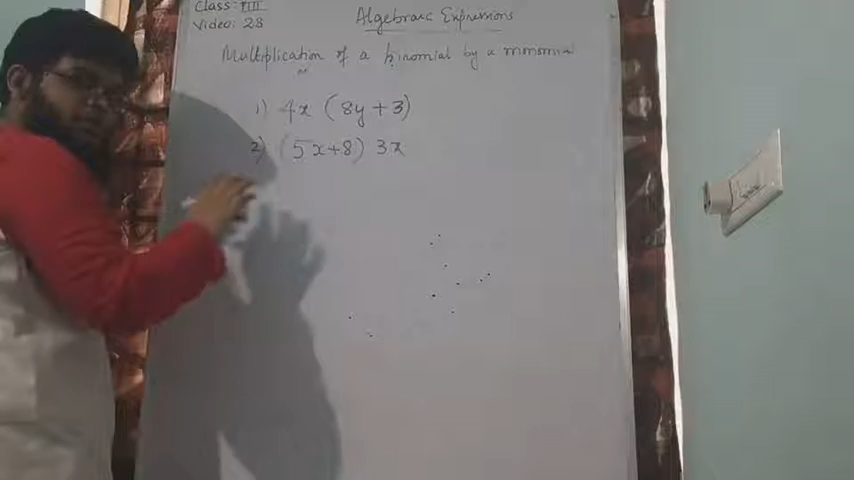 Class: VIII
Video: 28
Algebraic Expressions
Multiplication of a binomial by a monomial
1) 4x (8y+3)
2) (5x+8) 3x